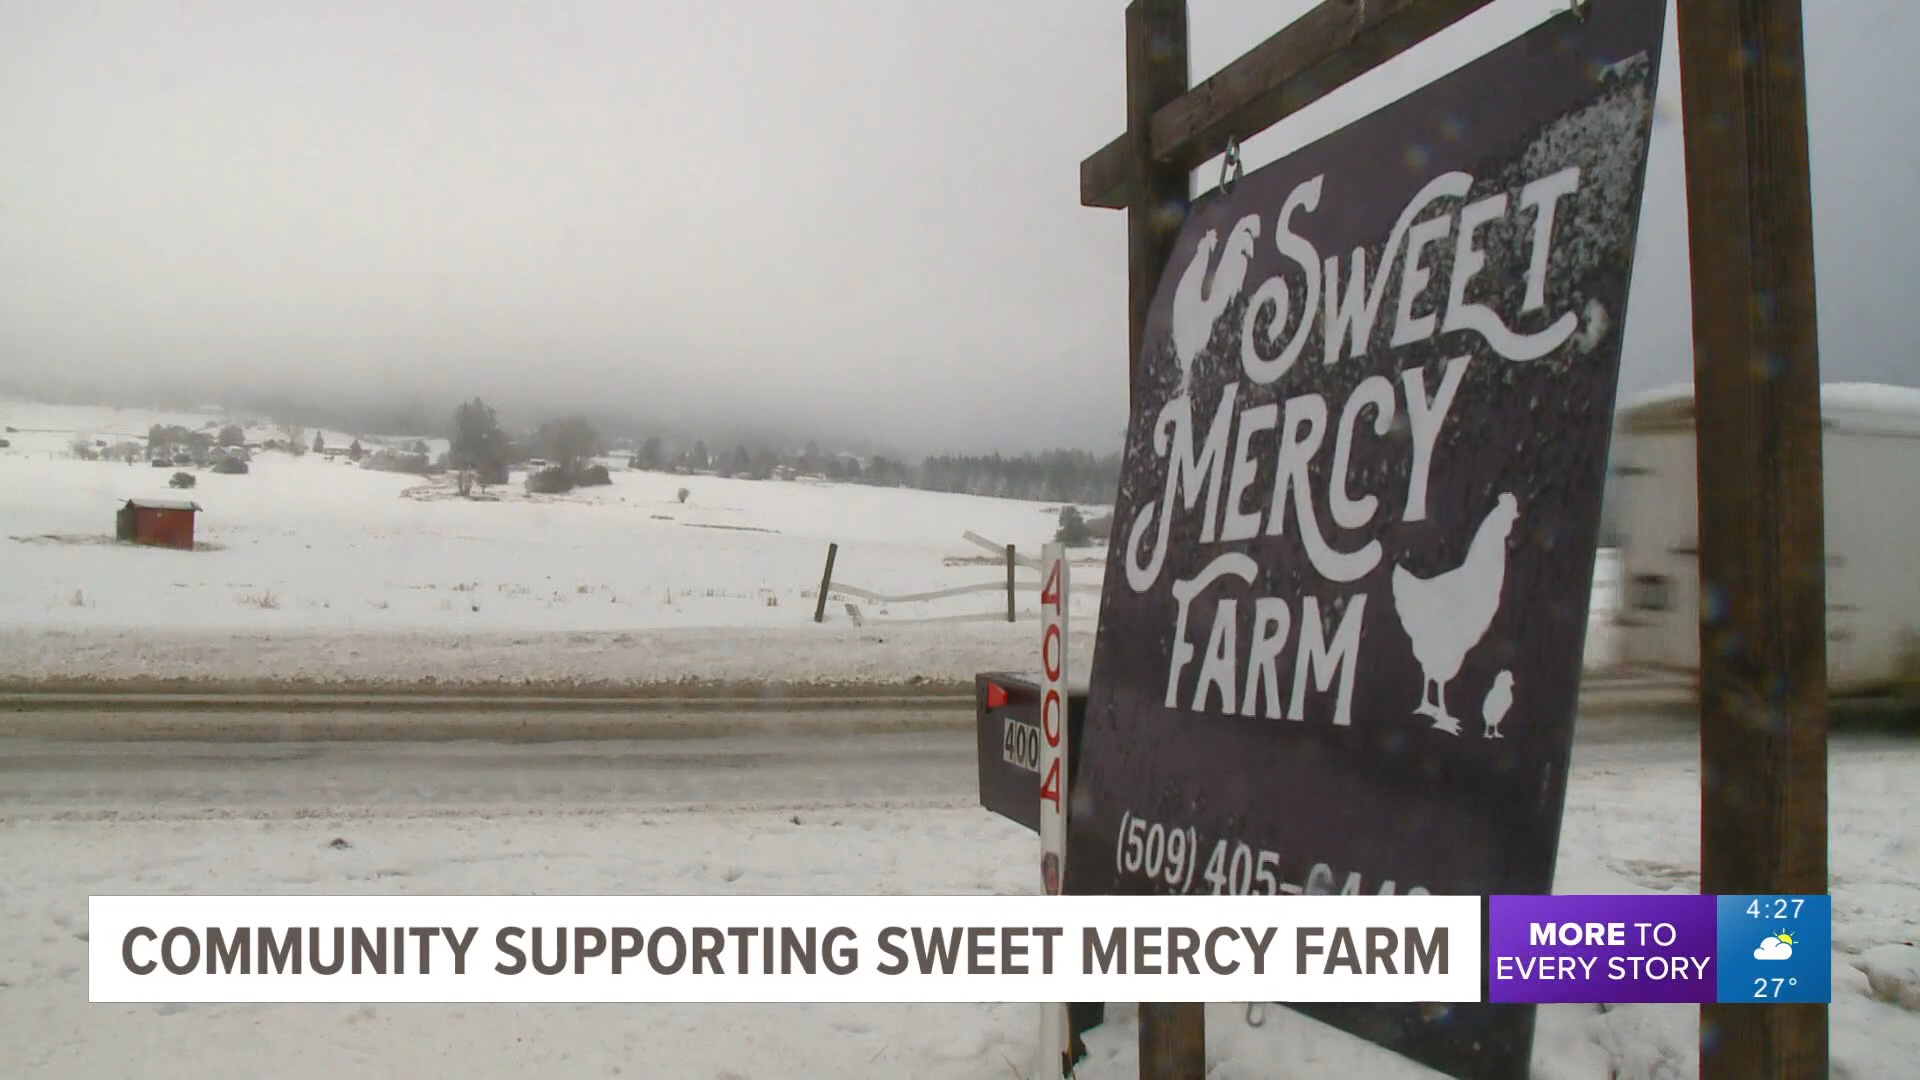 SWEET
MERCY
FARM
4004
400
(509) 405-
COMMUNITY SUPPORTING SWEET MERCY FARM
MORE TO
EVERY STORY
4:27
27°